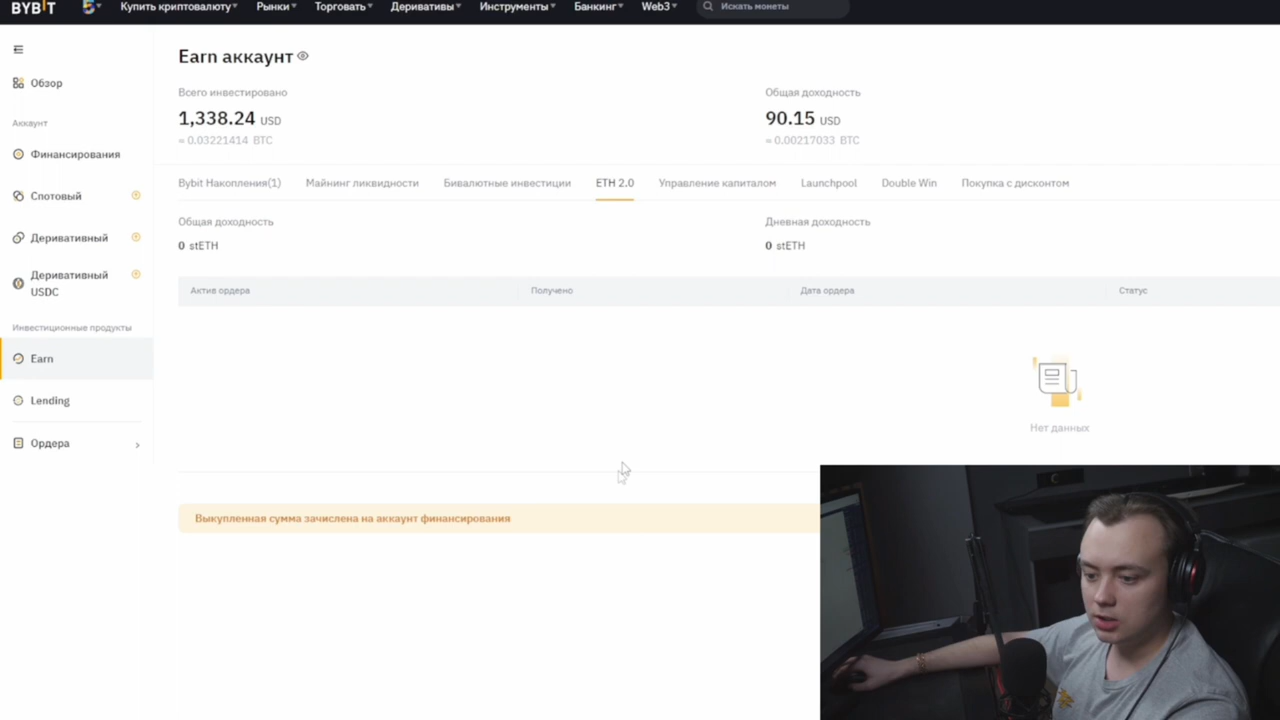 BYBIT
Купить криптовалюту Рынки Торговать Деривативы Инструменты Банкинг Web3 Искать монеты
Earn аккаунт
Обзор
Всего инвестировано Общая доходность
1,338.24 USD 90.15 USD
≈ 0.03221414 BTC ≈ 0.00217033 BTC
Аккаунт
Финансирования
Спотовый
Деривативный
Деривативный
USDC
Инвестиционные продукты
Earn
Lending
Ордера
Bybit Накопления(1) Майнинг ликвидности Бивалютные инвестиции ETH 2.0 Управление капиталом Launchpool Double Win Покупка с дисконтом
Общая доходность Дневная доходность
0 stETH 0 stETH
Актив ордера Получено Дата ордера Статус
Нет данных
Выкупленная сумма зачислена на аккаунт финансирования